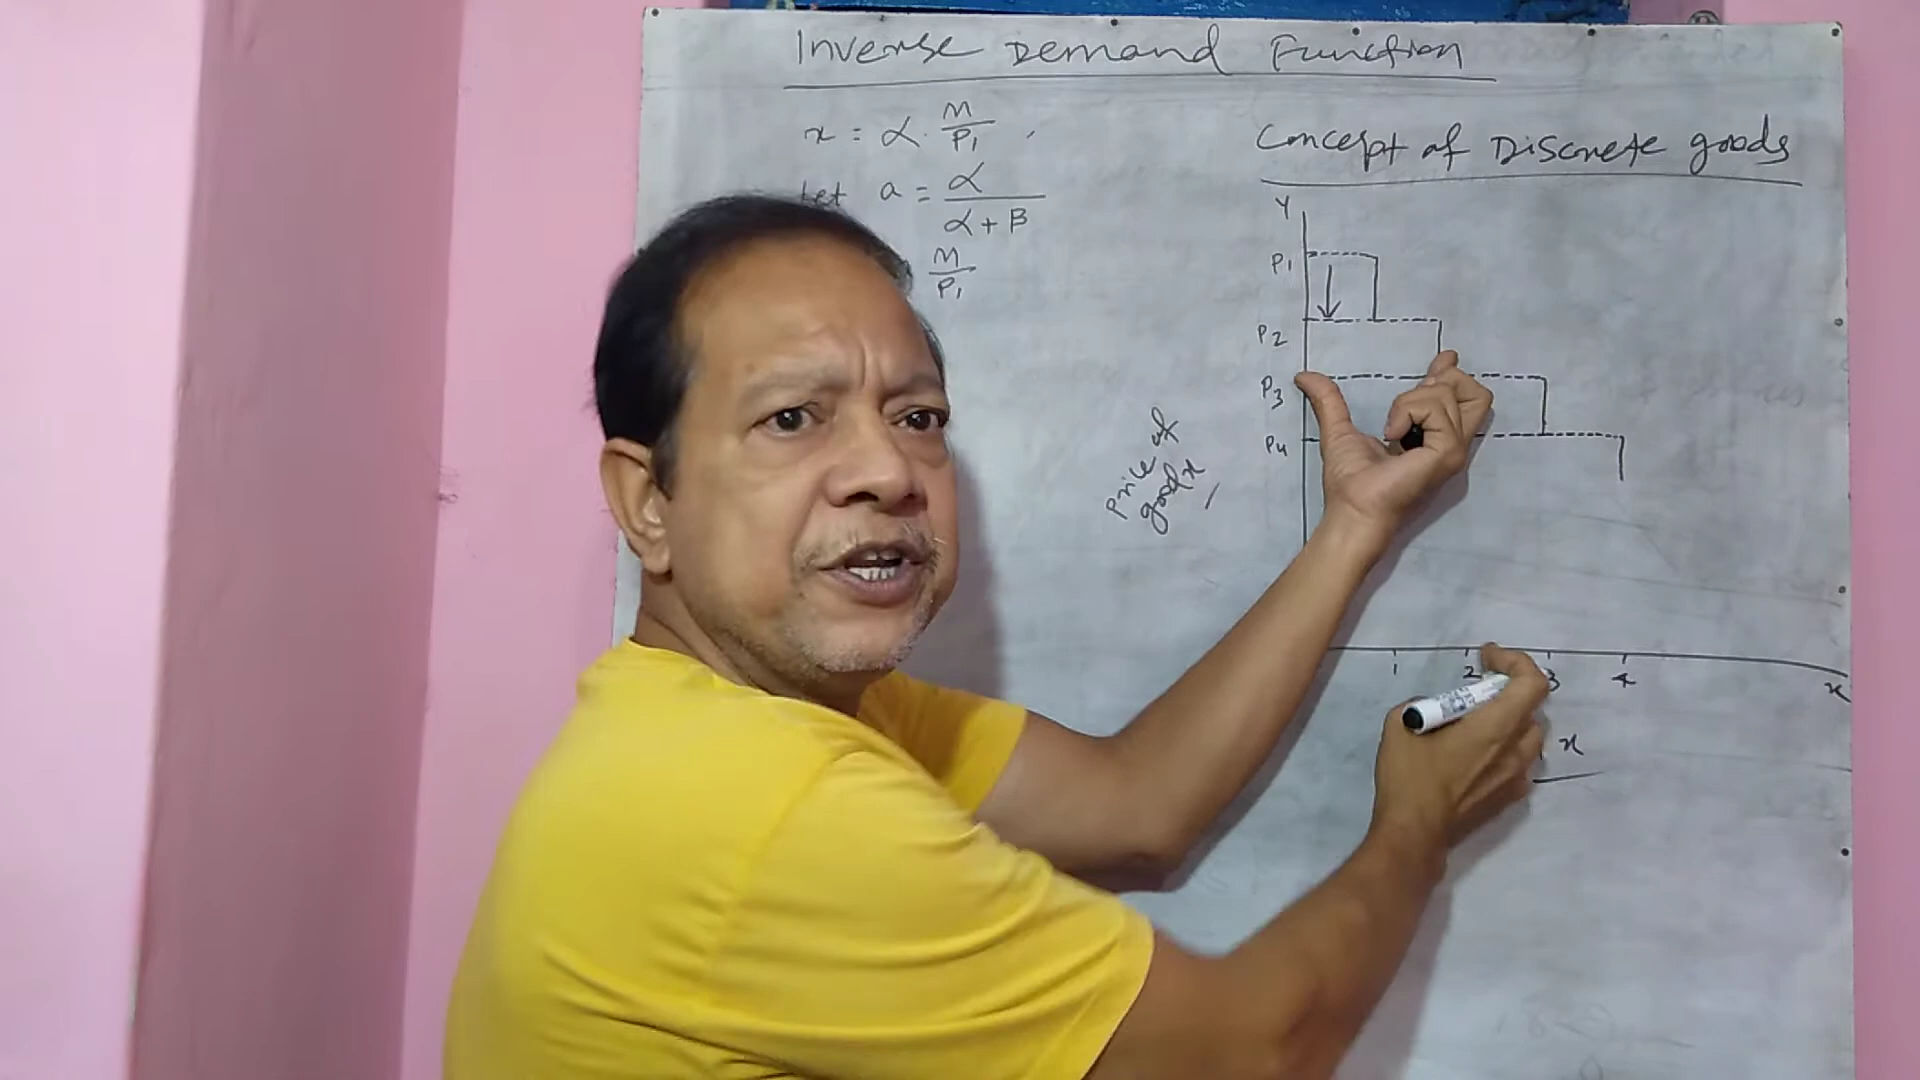 Inverse Demand Function
x = α · M/P1 ,
Let a = α/(α + β)
M/P1
Concept of Discrete goods
Y
P1
P2
P3
P4
Price of
good x
1 2 3 4 x
x